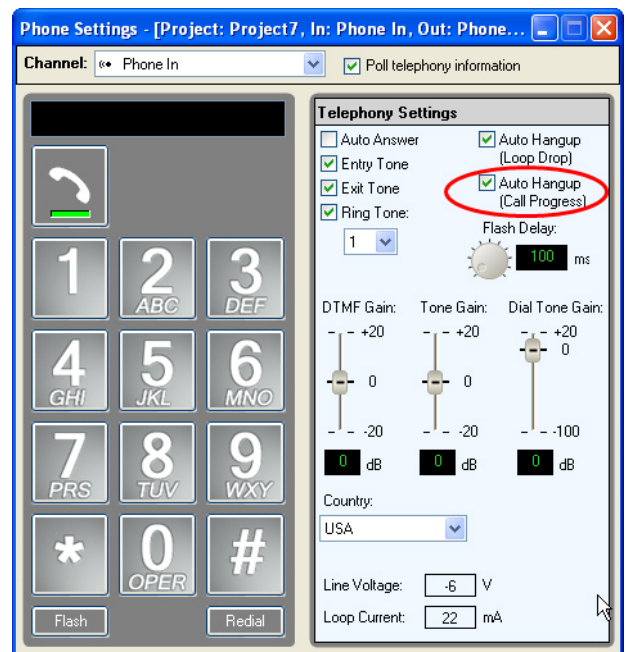 Phone Settings - [Project: Project7, In: Phone In, Out: Phone...
Channel: Phone In
Poll telephony information
Telephony Settings
Auto Answer
Entry Tone
Exit Tone
Ring Tone:
1
Auto Hangup
(Loop Drop)
Auto Hangup
(Call Progress)
Flash Delay:
100 ms
1
2
ABC
3
DEF
4
GHI
5
JKL
6
MNO
7
PRS
8
TUV
9
WXY
*
0
OPER
#
Flash
Redial
DTMF Gain:
+20
0
-20
0 dB
Tone Gain:
+20
0
-20
0 dB
Dial Tone Gain:
+20
0
-100
0 dB
Country:
USA
Line Voltage: -6 V
Loop Current: 22 mA